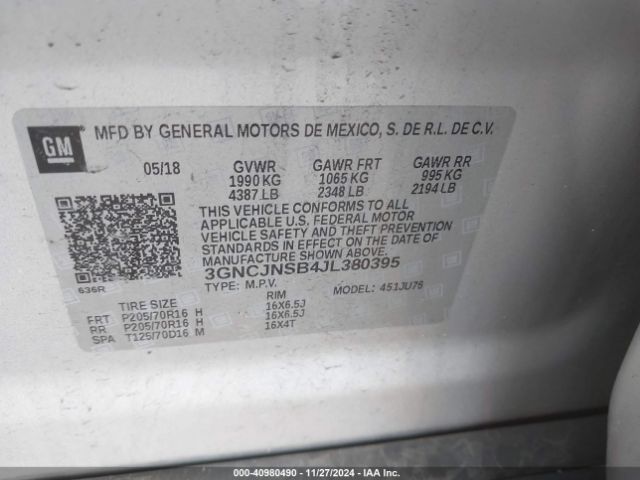 GM
MFD BY GENERAL MOTORS DE MEXICO, S. DE R.L. DE C.V.
05/18 GVWR GAWR FRT GAWR RR
1990 KG 1065 KG 995 KG
4387 LB 2348 LB 2194 LB
THIS VEHICLE CONFORMS TO ALL
APPLICABLE U.S. FEDERAL MOTOR
VEHICLE SAFETY AND THEFT PREVENTION
STANDARDS IN EFFECT ON THE DATE OF
MANUFACTURE SHOWN ABOVE.
636R 3GNCJNSB4JL380395
TYPE: M.P.V. MODEL: 451JU76
TIRE SIZE RIM
FRT P205/70R16 H 16X6.5J
RR P205/70R16 H 16X6.5J
SPA T125/70D16 M 16X4T
000-40980490 - 11/27/2024 - IAA Inc.